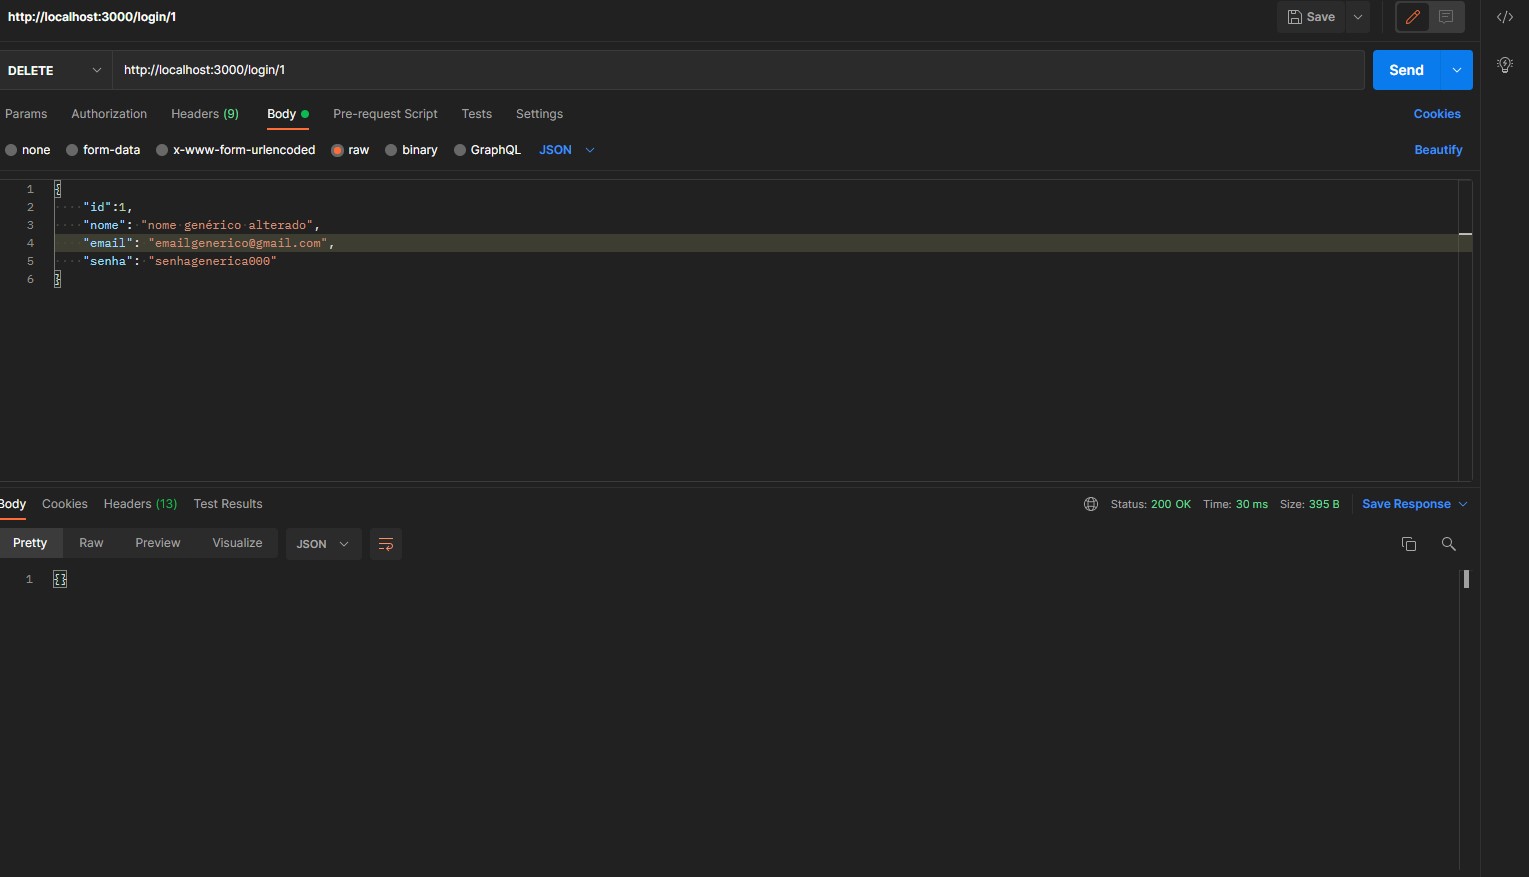 http://localhost:3000/login/1
Save
DELETE
http://localhost:3000/login/1
Send
Params Authorization Headers (9) Body Pre-request Script Tests Settings Cookies
none form-data x-www-form-urlencoded raw binary GraphQL JSON Beautify
1 {
2 "id":1,
3 "nome": "nome genérico alterado",
4 "email": "emailgenerico@gmail.com",
5 "senha": "senhagenerica000"
6 }
Body Cookies Headers (13) Test Results Status: 200 OK Time: 30 ms Size: 395 B Save Response
Pretty Raw Preview Visualize JSON
1 {}